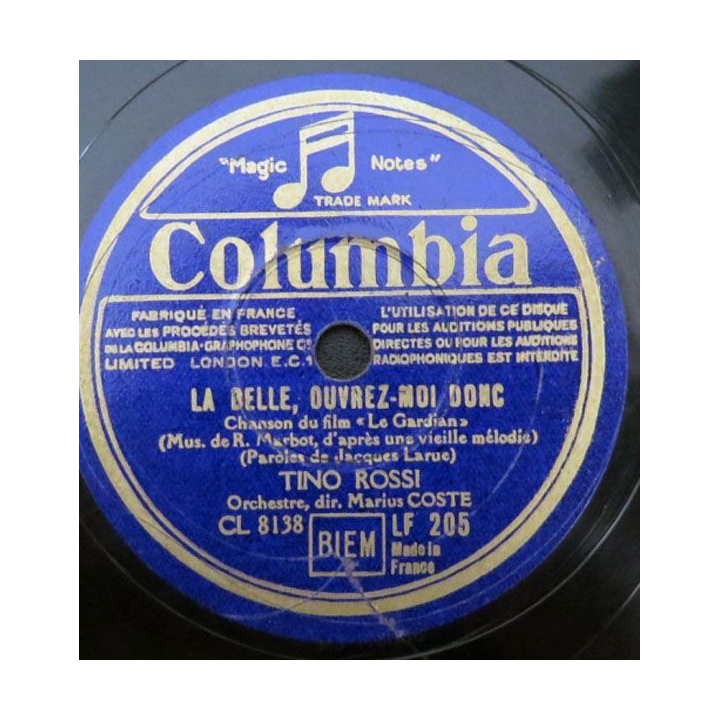 "Magic Notes"
TRADE MARK
Columbia
FABRIQUÉ EN FRANCE
AVEC LES PROCÉDÉS BREVETÉS
DE LA COLUMBIA·GRAPHOPHONE Cº
LIMITED LONDON E.C.1
L'UTILISATION DE CE DISQUE
POUR LES AUDITIONS PUBLIQUES
DIRECTES OU POUR LES AUDITIONS
RADIOPHONIQUES EST INTERDITE
LA BELLE, OUVREZ-MOI DONC
Chanson du film «Le Gardian»
(Mus. de R. Marbot, d'après une vieille mélodie)
(Paroles de Jacques Larue)
TINO ROSSI
Orchestre, dir. Marius COSTE
CL 8138 BIEM LF 205
Made in
France